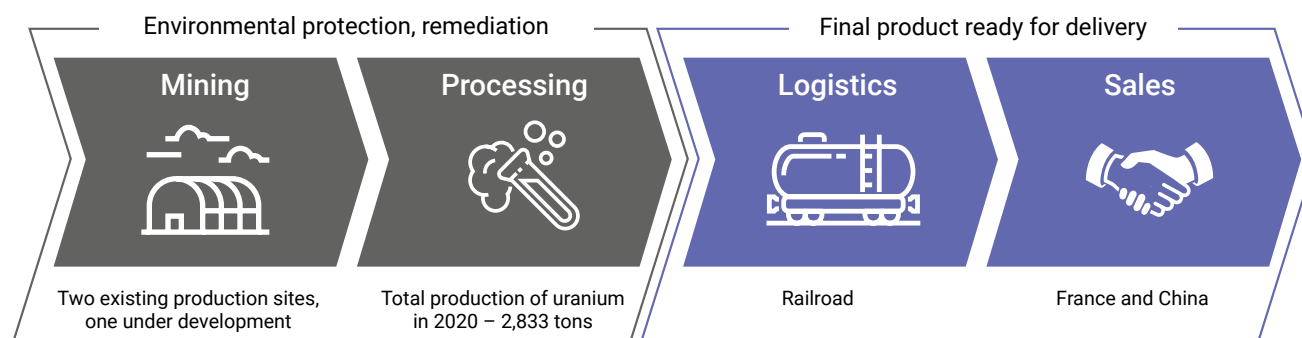 Environmental protection, remediation
Final product ready for delivery
Mining
Processing
Logistics
Sales
Two existing production sites,
one under development
Total production of uranium
in 2020 – 2,833 tons
Railroad
France and China